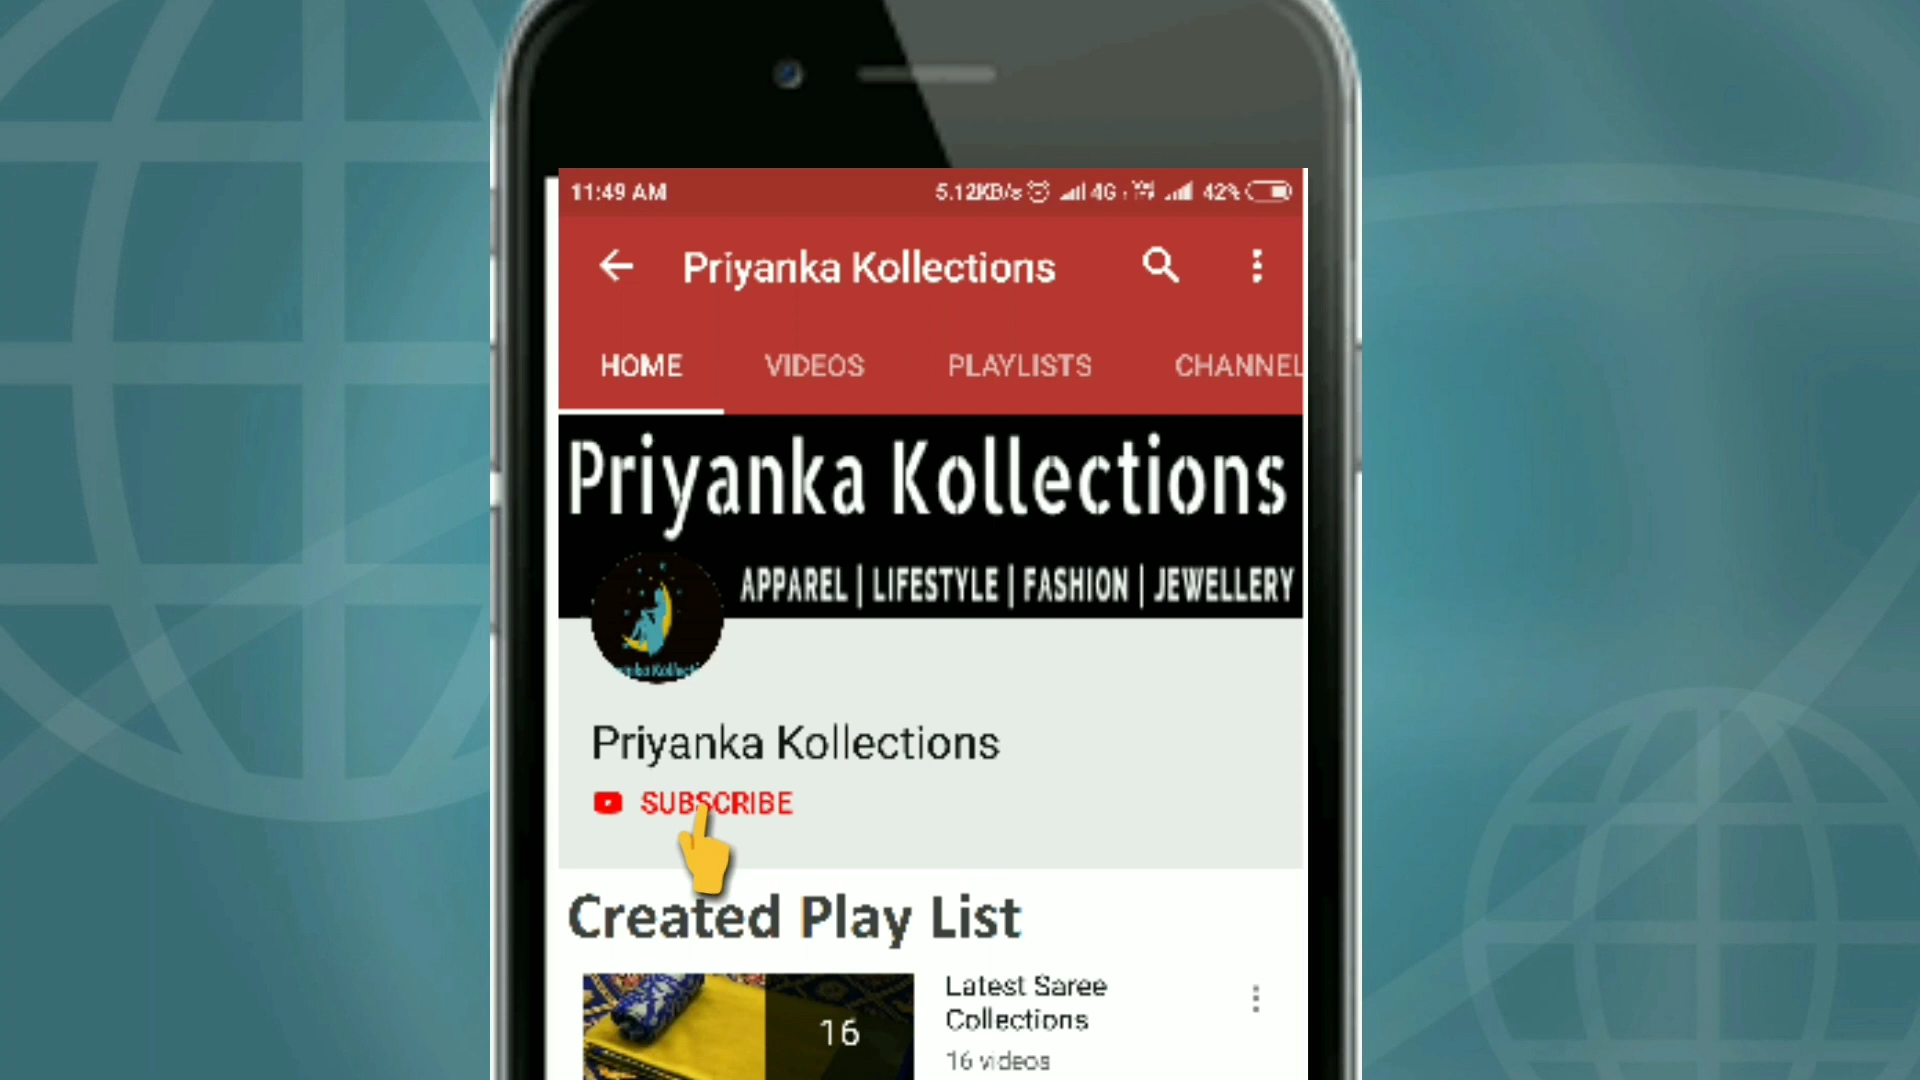 11:49 AM 5.12KB/s 4G 42%
Priyanka Kollections
HOME VIDEOS PLAYLISTS CHANNEL
Priyanka Kollections
APPAREL | LIFESTYLE | FASHION | JEWELLERY
Priyanka Kollections
SUBSCRIBE
Created Play List
Latest Saree
Collections
16
16 videos